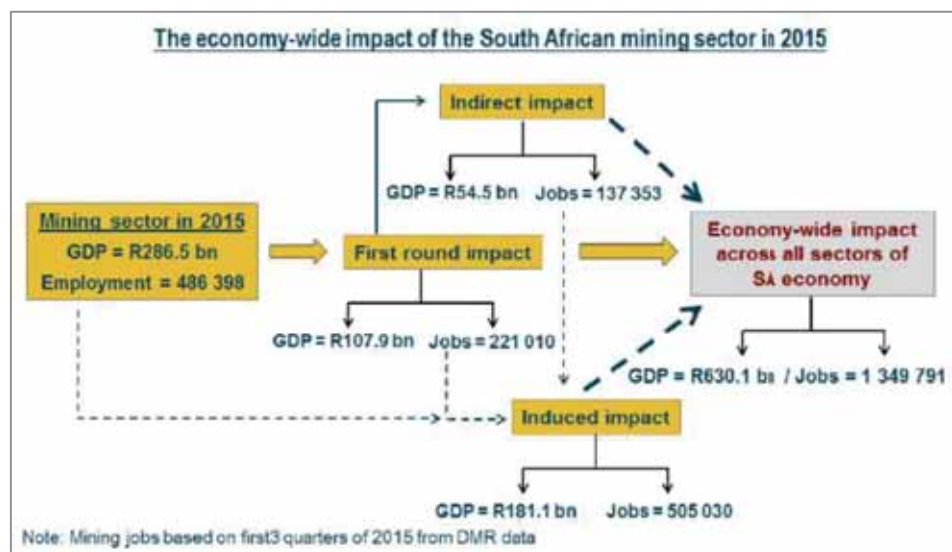 The economy-wide impact of the South African mining sector in 2015
Indirect impact
GDP = R54.5 bn Jobs = 137 353
Mining sector in 2015
GDP = R286.5 bn
Employment = 486 398
First round impact
GDP = R107.9 bn Jobs = 221 010
Economy-wide impact
across all sectors of
SA economy
GDP = R630.1 bn / Jobs = 1 349 791
Induced impact
GDP = R181.1 bn Jobs = 505 030
Note: Mining jobs based on first3 quarters of 2015 from DMR data